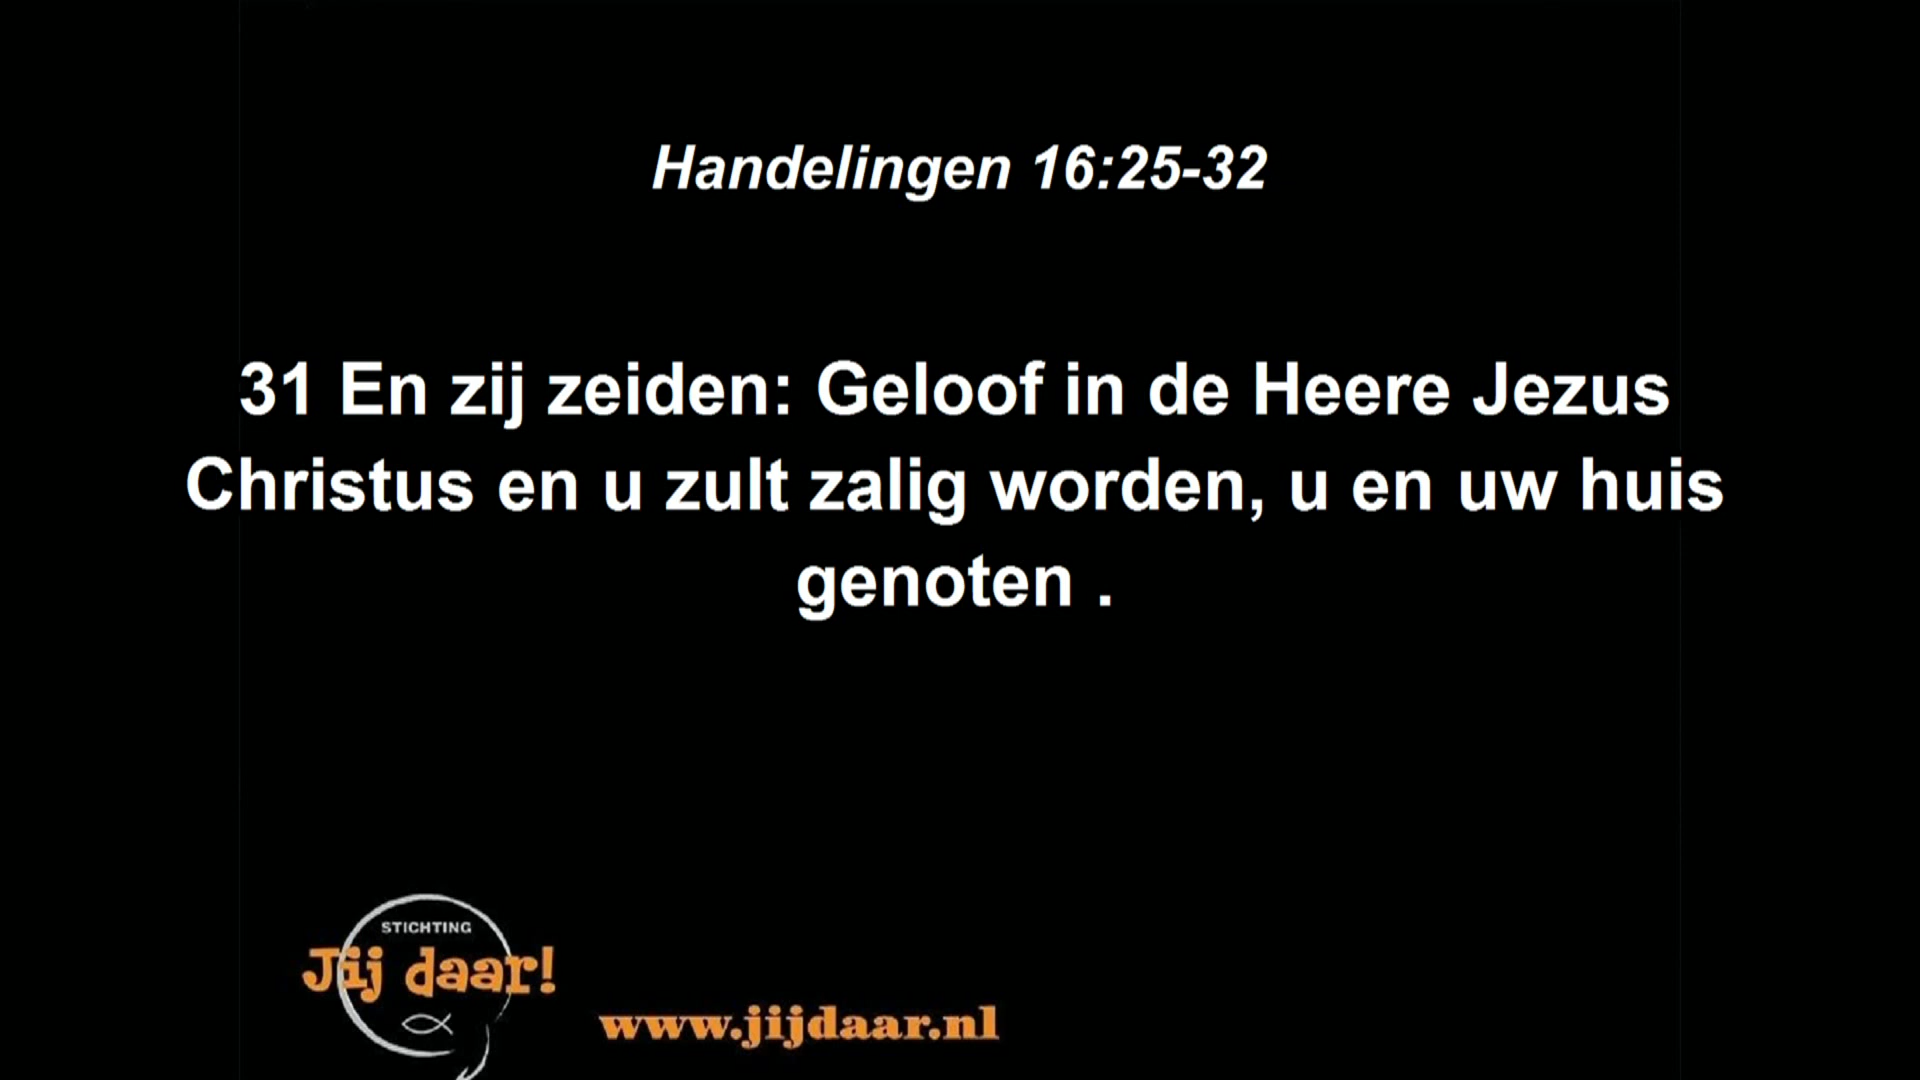 Handelingen 16:25-32
31 En zij zeiden: Geloof in de Heere Jezus
Christus en u zult zalig worden, u en uw huis
genoten .
STICHTING
Jij daar!
www.jijdaar.nl